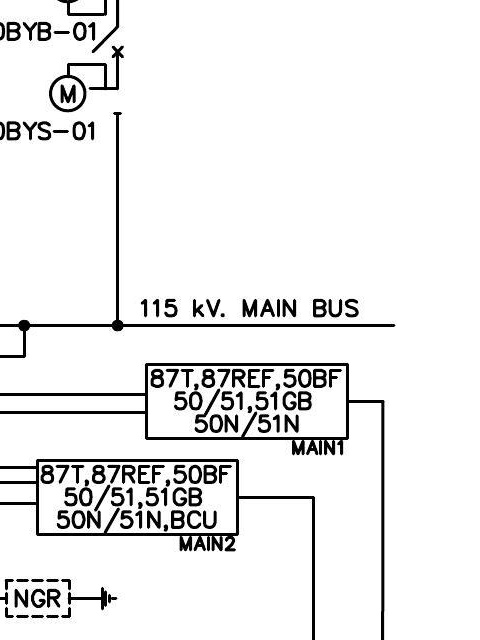 0BYB-01
M
0BYS-01
115 kV. MAIN BUS
87T,87REF,50BF
50/51,51GB
50N/51N
MAIN1
87T,87REF,50BF
50/51,51GB
50N/51N,BCU
MAIN2
NGR